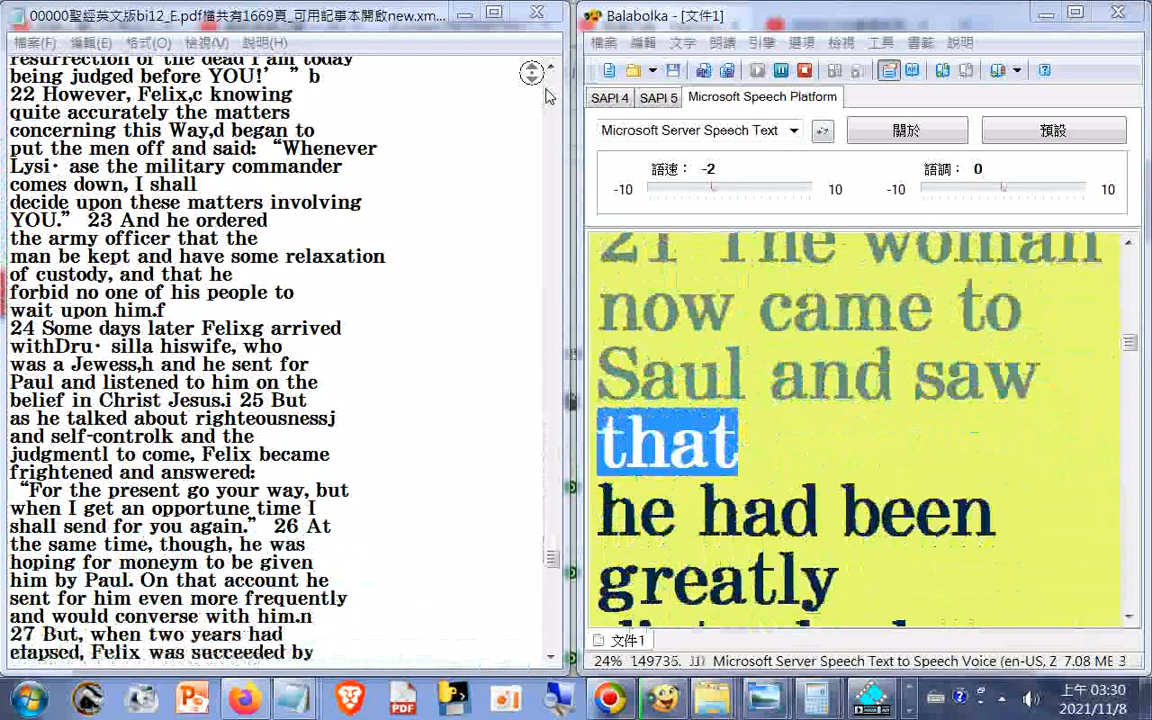 00000聖經英文版bi12_E.pdf檔共有1669頁_可用記事本開啟new.xm...
檔案(F) 編輯(E) 格式(O) 檢視(V) 說明(H)
resurrection of the dead I am today
being judged before YOU!’ ”b
22 However, Felix,c knowing
quite accurately the matters
concerning this Way,d began to
put the men off and said: “Whenever
Lysi· ase the military commander
comes down, I shall
decide upon these matters involving
YOU.” 23 And he ordered
the army officer that the
man be kept and have some relaxation
of custody, and that he
forbid no one of his people to
wait upon him.f
24 Some days later Felixg arrived
withDru· silla hiswife, who
was a Jewess,h and he sent for
Paul and listened to him on the
belief in Christ Jesus.i 25 But
as he talked about righteousnessj
and self-controlk and the
judgmentl to come, Felix became
frightened and answered:
“For the present go your way, but
when I get an opportune time I
shall send for you again.” 26 At
the same time, though, he was
hoping for moneym to be given
him by Paul. On that account he
sent for him even more frequently
and would converse with him.n
27 But, when two years had
elapsed, Felix was succeeded by
Balabolka - [文件1]
檔案 編輯 文字 朗讀 引擎 選項 檢視 工具 書籤 說明
SAPI 4 SAPI 5 Microsoft Speech Platform
Microsoft Server Speech Text 關於 預設
語速： -2 語調： 0
-10 10 -10 10
21 The woman
now came to
Saul and saw
that
he had been
greatly
文件1
24% 149735. Microsoft Server Speech Text to Speech Voice (en-US, Z 7.08 ME 3
上午 03:30
2021/11/8